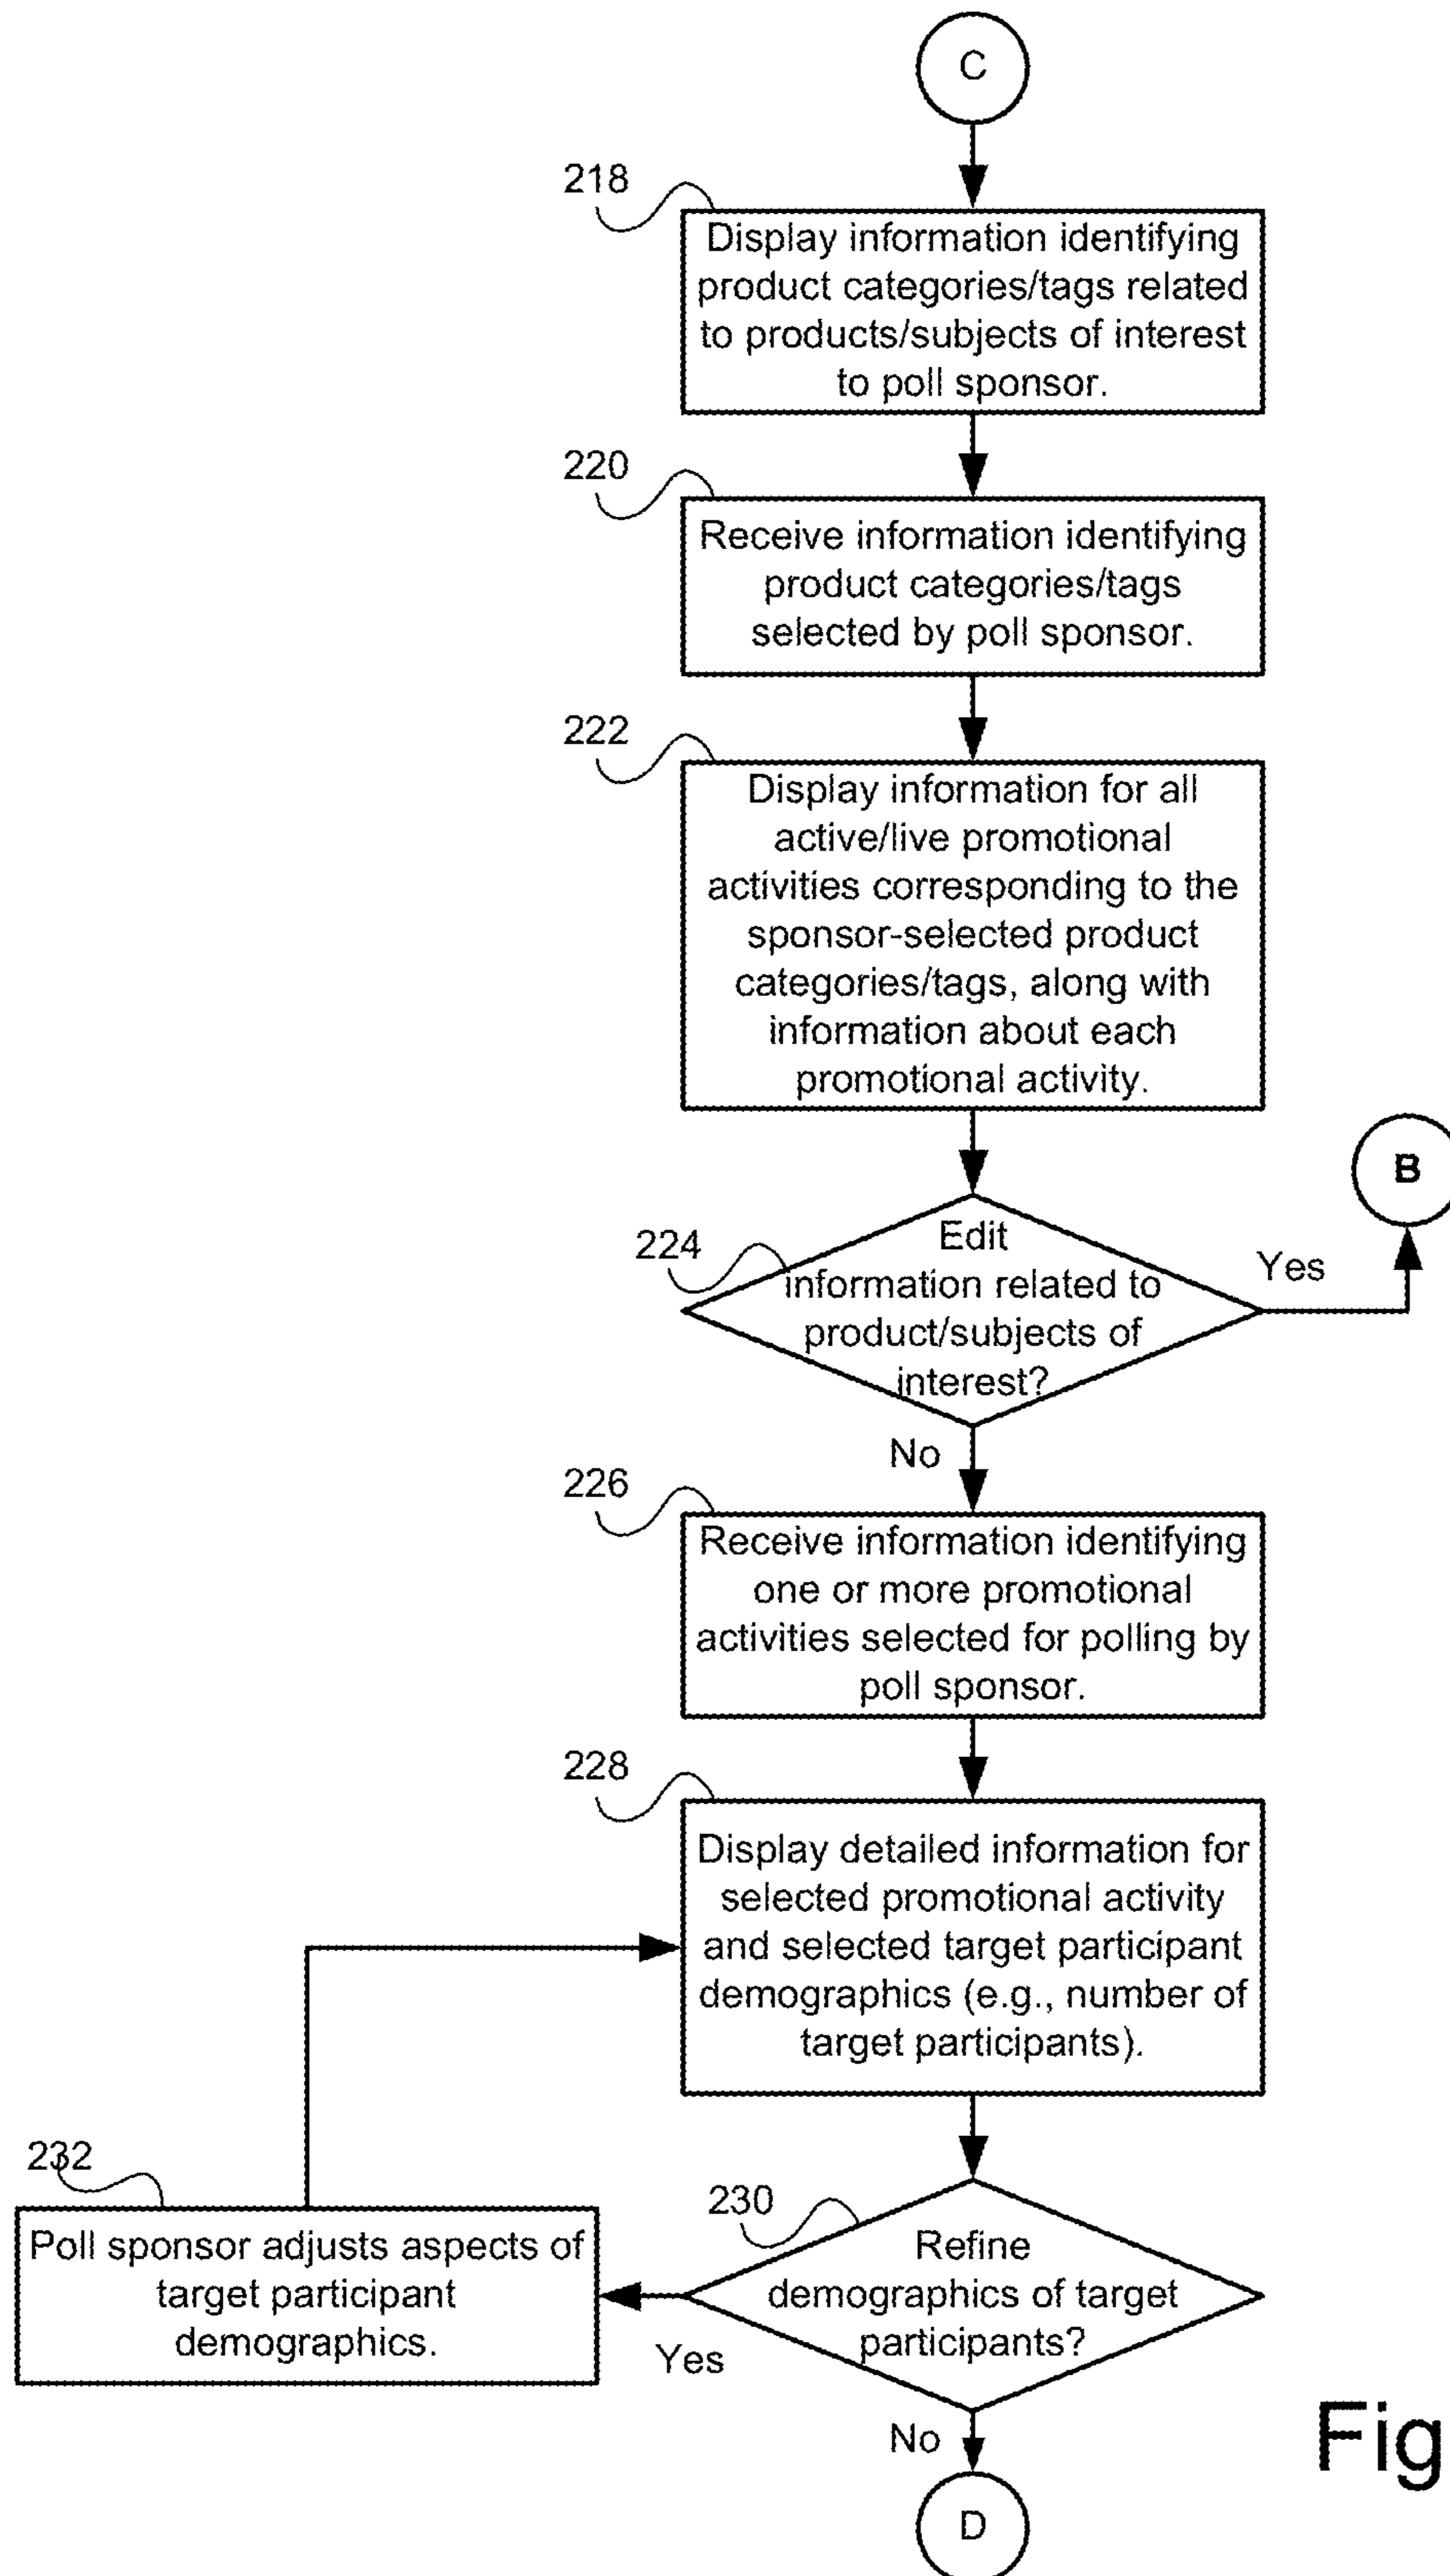 C
218
Display information identifying
product categories/tags related
to products/subjects of interest
to poll sponsor.
220
Receive information identifying
product categories/tags
selected by poll sponsor.
222
Display information for all
active/live promotional
activities corresponding to the
sponsor-selected product
categories/tags, along with
information about each
promotional activity.
B
224
Edit
information related to
product/subjects of
interest?
Yes
No
226
Receive information identifying
one or more promotional
activities selected for polling by
poll sponsor.
228
Display detailed information for
selected promotional activity
and selected target participant
demographics (e.g., number of
target participants).
232
Poll sponsor adjusts aspects of
target participant
demographics.
230
Refine
demographics of target
participants?
Yes
No
D
Fig